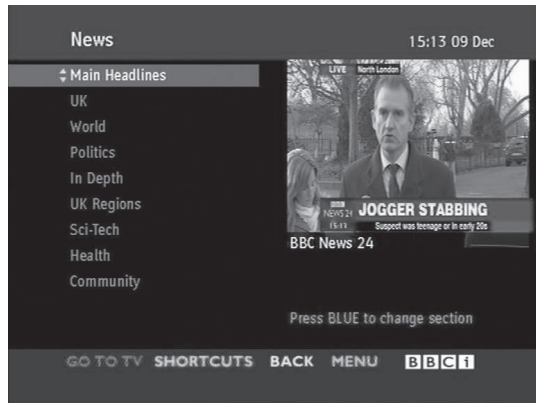 News
15:13 09 Dec
Main Headlines
UK
World
Politics
In Depth
UK Regions
Sci-Tech
Health
Community
LIVE North London
BBC
NEWS 24
15:13
JOGGER STABBING
Suspect was teenage or in early 20s
BBC News 24
Press BLUE to change section
GO TO TV SHORTCUTS BACK MENU BBCi